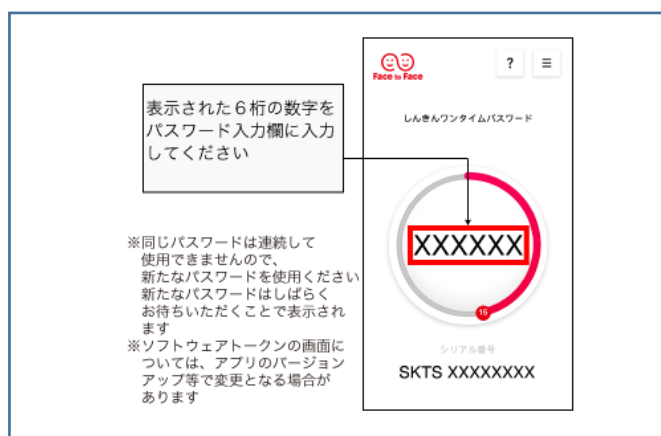 Face to Face
?
しんきんワンタイムパスワード
表示された６桁の数字を
パスワード入力欄に入力
してください
XXXXXX
15
シリアル番号
SKTS XXXXXXXX
※同じパスワードは連続して
使用できませんので、
新たなパスワードを使用ください
新たなパスワードはしばらく
お待ちいただくことで表示され
ます
※ソフトウェアトークンの画面に
ついては、アプリのバージョン
アップ等で変更となる場合が
あります